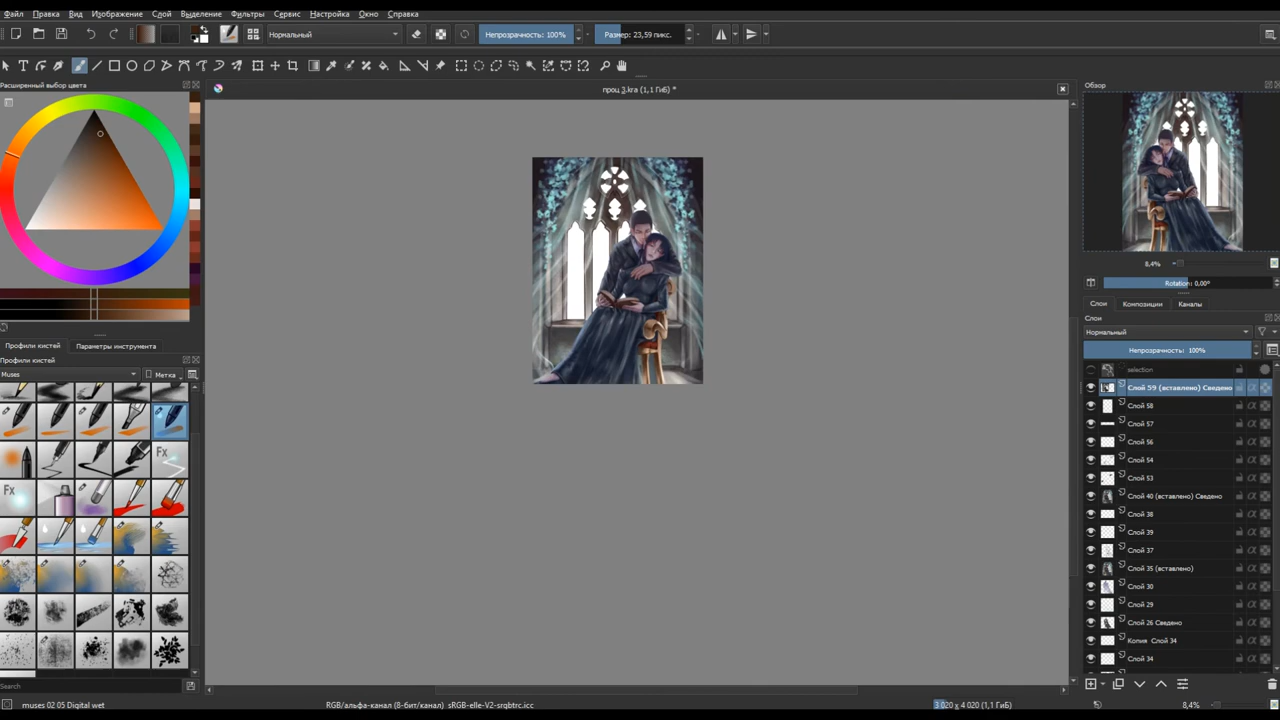 Файл Правка Вид Изображение Слой Выделение Фильтры Сервис Настройка Окно Справка
Нормальный Непрозрачность: 100% Размер: 23,59 пикс.
Расширенный выбор цвета
проц 3.kra (1,1 ГиБ) *
Обзор
8,4%
Rotation: 0,00°
Слои Композиции Каналы
Слои
Нормальный
Непрозрачность: 100%
selection
Слой 59 (вставлено) Сведено
Слой 58
Слой 57
Слой 56
Слой 54
Слой 53
Слой 40 (вставлено) Сведено
Слой 38
Слой 39
Слой 37
Слой 35 (вставлено)
Слой 30
Слой 29
Слой 26 Сведено
Копия Слой 34
Слой 34
Профили кистей Параметры инструмента
Профили кистей
Muses Метка
Fx
Fx
Search
muses 02 05 Digital wet RGB/альфа-канал (8-бит/канал) sRGB-elle-V2-srgbtrc.icc 3 020 x 4 020 (1,1 ГиБ) 8,4%